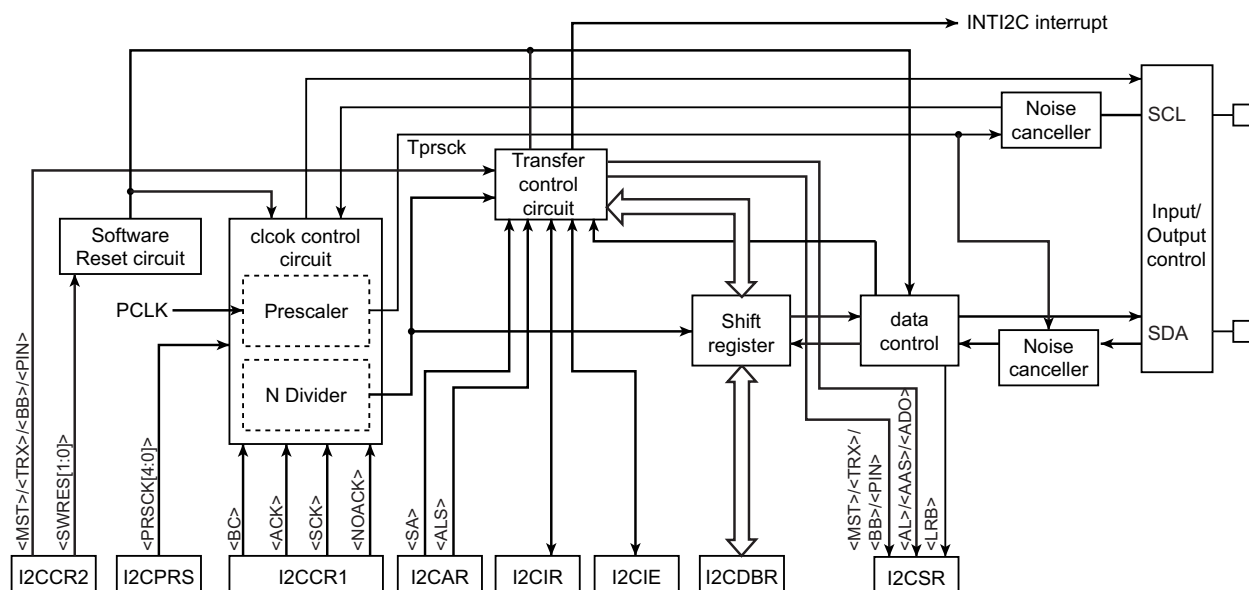 INTI2C interrupt
Noise
canceller
SCL
Tprsck
Transfer
control
circuit
Software
Reset circuit
clcok control
circuit
Input/
Output
control
PCLK
Prescaler
Shift
register
data
control
SDA
Noise
canceller
N Divider
<MST>/<TRX>/<BB>/<PIN>
<SWRES[1:0]>
<PRSCK[4:0]>
<BC>
<ACK>
<SCK>
<NOACK>
<SA>
<ALS>
<MST>/<TRX>/
<BB>/<PIN>
<AL>/<AAS>/<ADO>
<LRB>
I2CCR2
I2CPRS
I2CCR1
I2CAR
I2CIR
I2CIE
I2CDBR
I2CSR